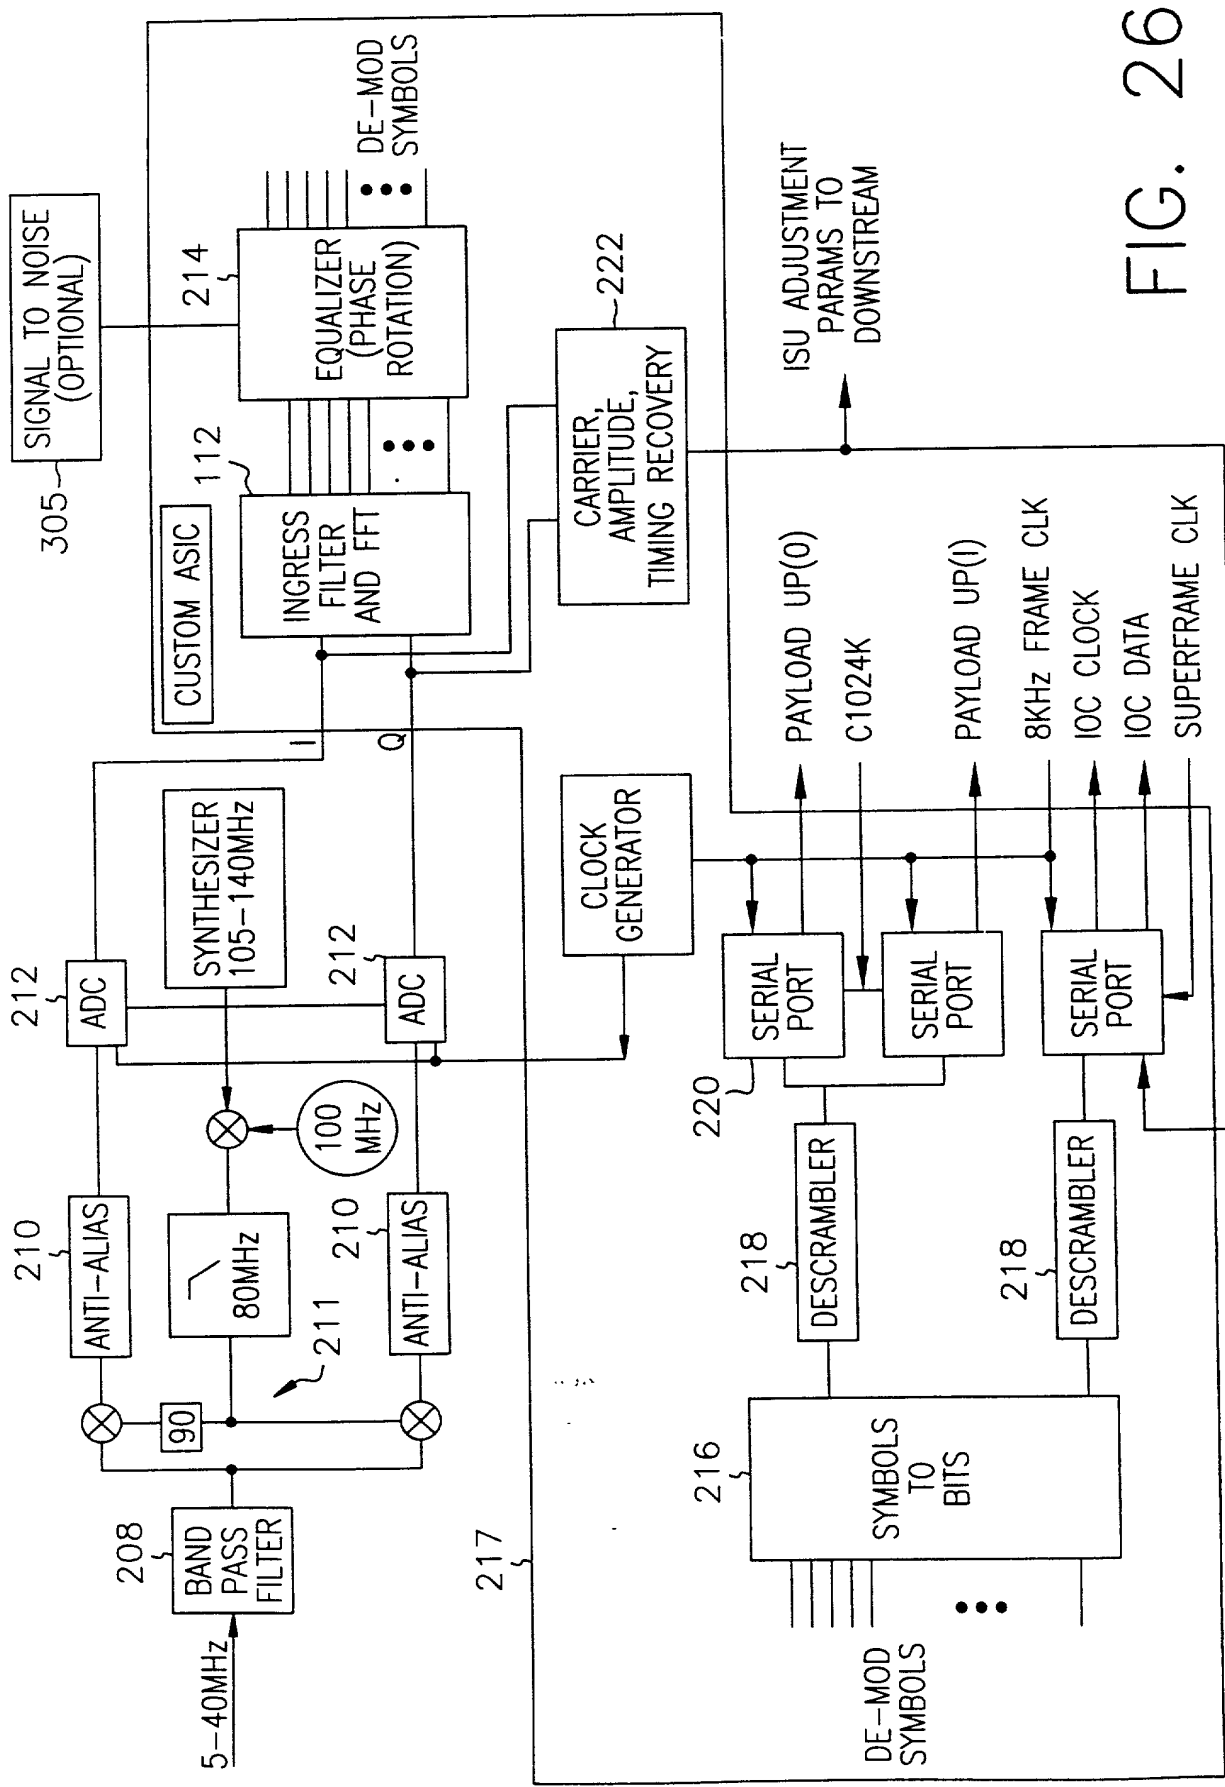 5-40MHz
208
BAND
PASS
FILTER
90
211
210
ANTI-ALIAS
80MHz
210
ANTI-ALIAS
100
MHz
212
ADC
SYNTHESIZER
105-140MHz
212
ADC
I
Q
CUSTOM ASIC
INGRESS
FILTER
AND FFT
112
EQUALIZER
(PHASE
ROTATION)
214
DE-MOD
SYMBOLS
305
SIGNAL TO NOISE
(OPTIONAL)
CARRIER,
AMPLITUDE,
TIMING RECOVERY
222
CLOCK
GENERATOR
217
ISU ADJUSTMENT
PARAMS TO
DOWNSTREAM
DE-MOD
SYMBOLS
216
SYMBOLS
TO
BITS
218
DESCRAMBLER
218
DESCRAMBLER
220
SERIAL
PORT
SERIAL
PORT
SERIAL
PORT
PAYLOAD UP(0)
C1024K
PAYLOAD UP(1)
8KHz FRAME CLK
IOC CLOCK
IOC DATA
SUPERFRAME CLK
FIG. 26